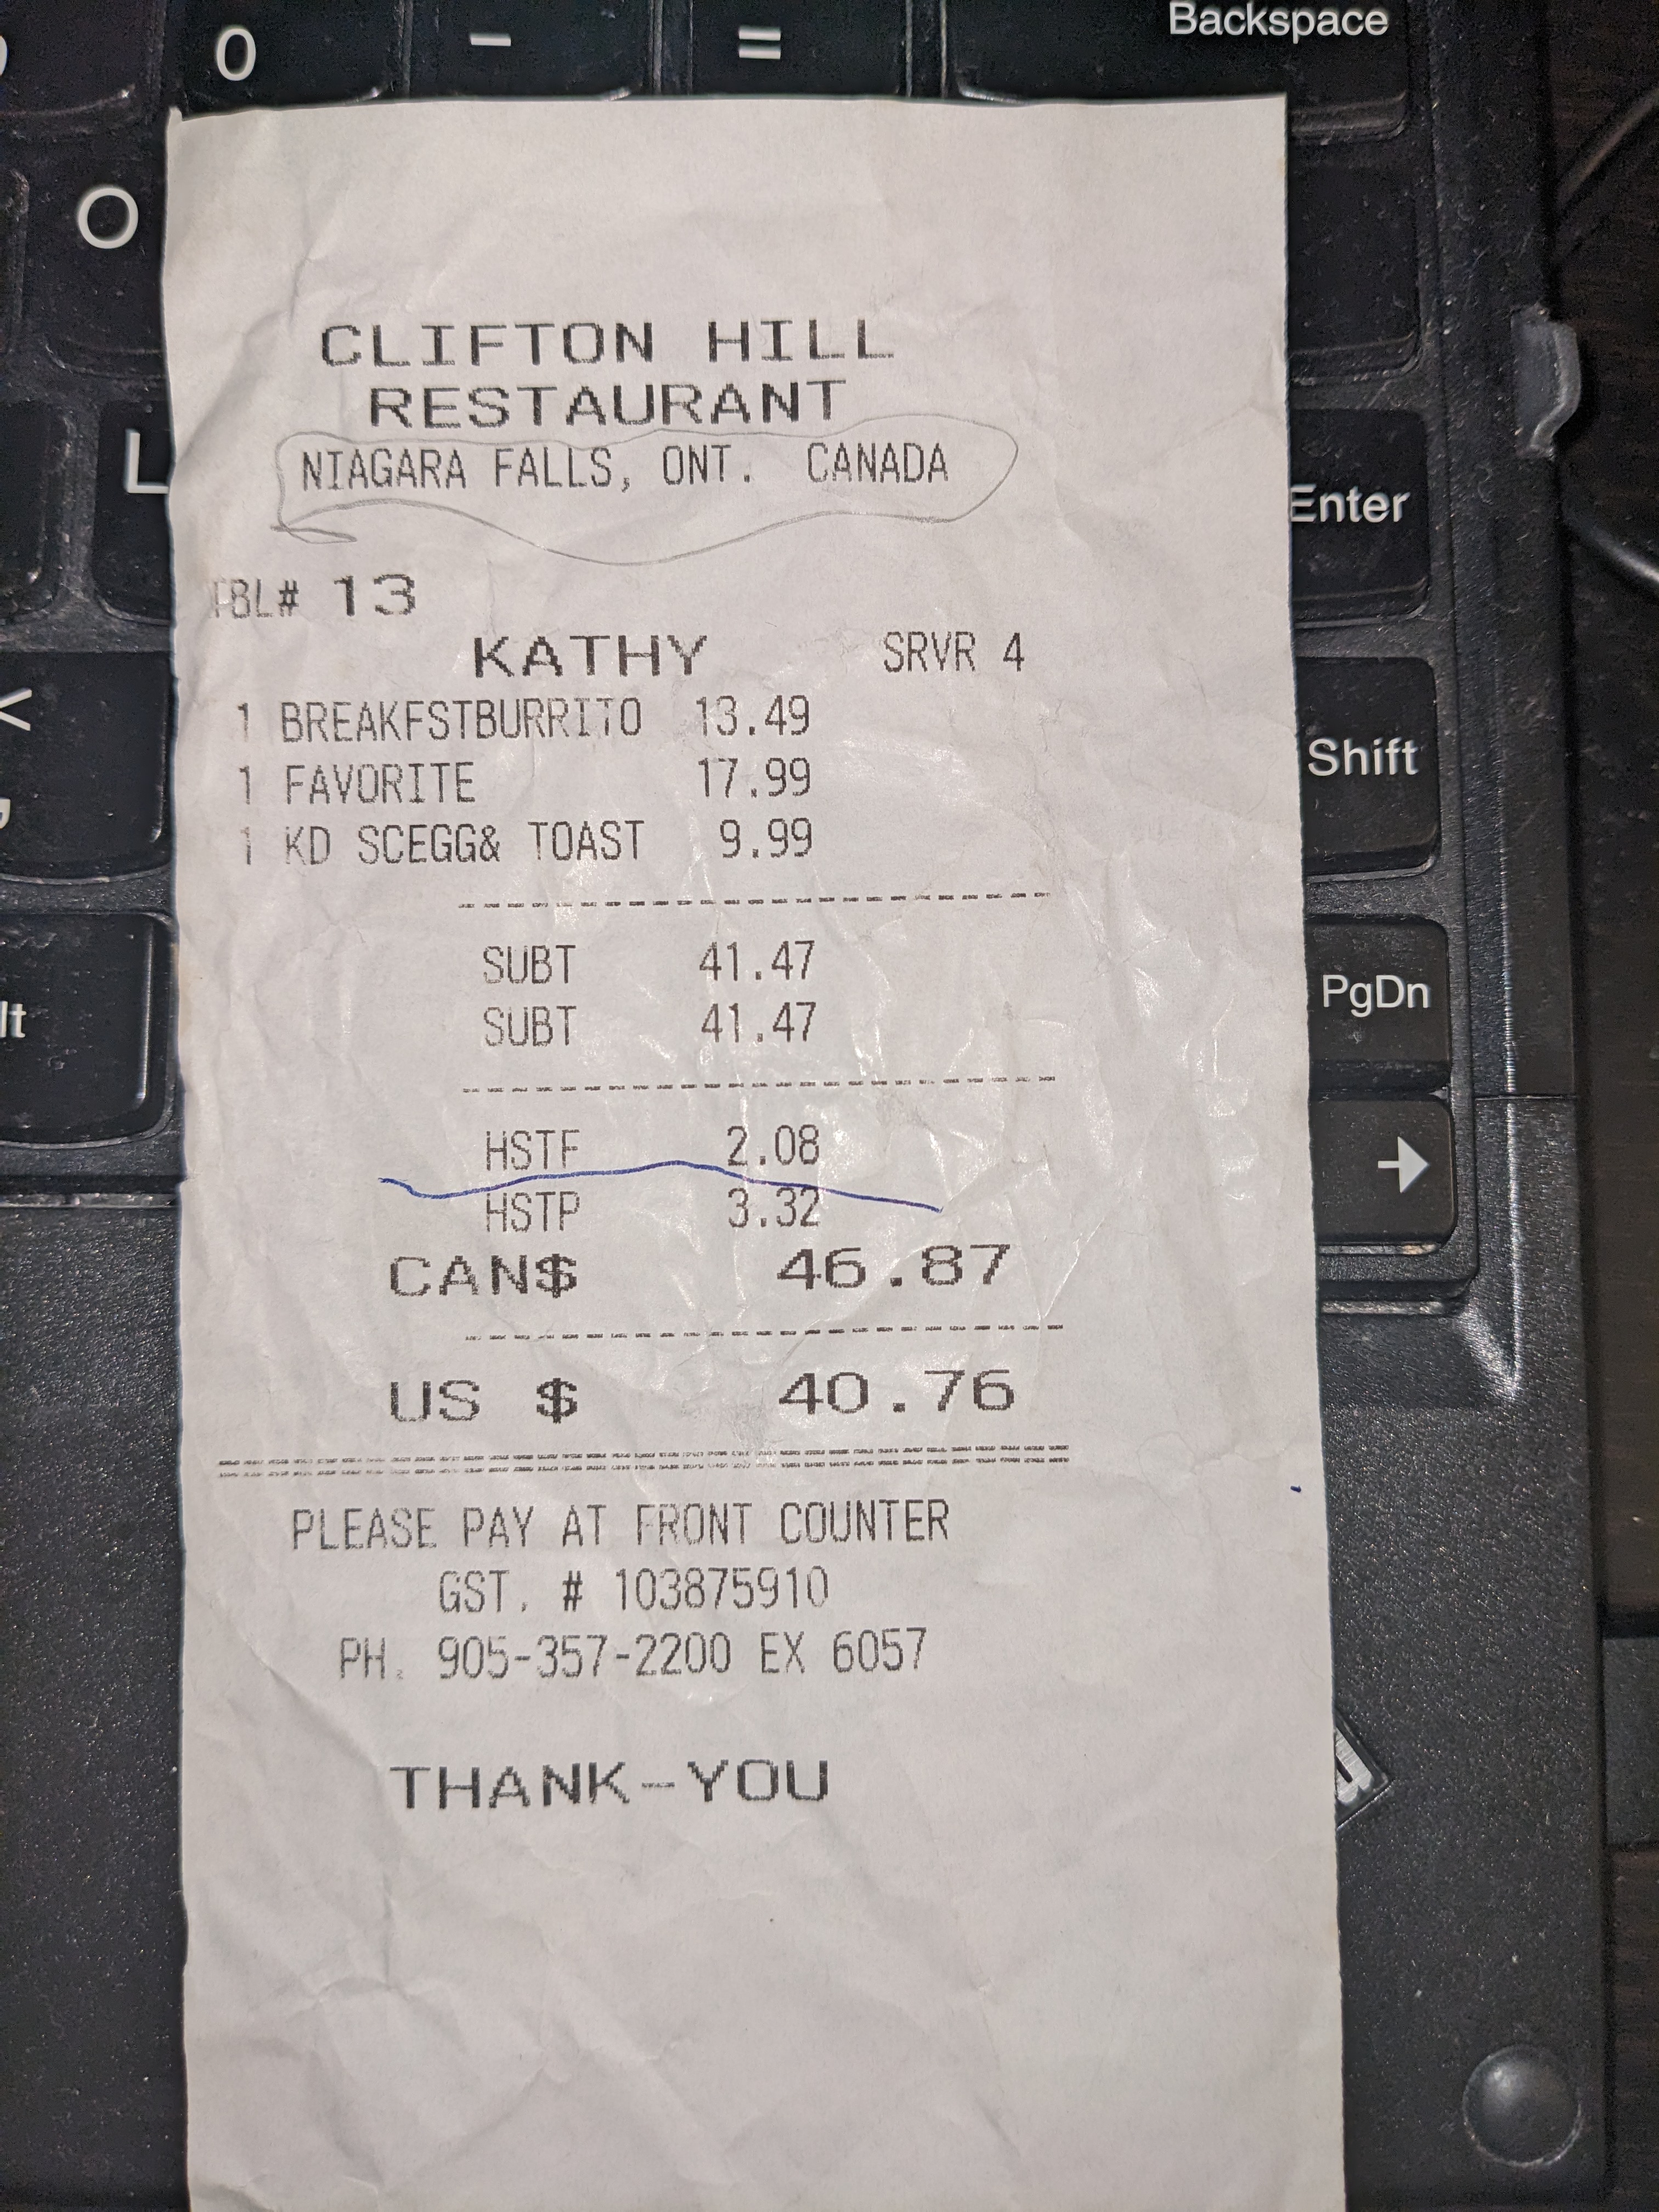 0 - =
Backspace
O
CLIFTON HILL
RESTAURANT
NIAGARA FALLS, ONT. CANADA
L
Enter
TBL# 13
KATHY SRVR 4
1 BREAKFSTBURRITO 13.49
Shift
1 FAVORITE 17.99
1 KD SCEGG& TOAST 9.99
SUBT 41.47
PgDn
SUBT 41.47
HSTF 2.08
HSTP 3.32
CAN$ 46.87
US $ 40.76
PLEASE PAY AT FRONT COUNTER
GST. # 103875910
PH. 905-357-2200 EX 6057
THANK-YOU